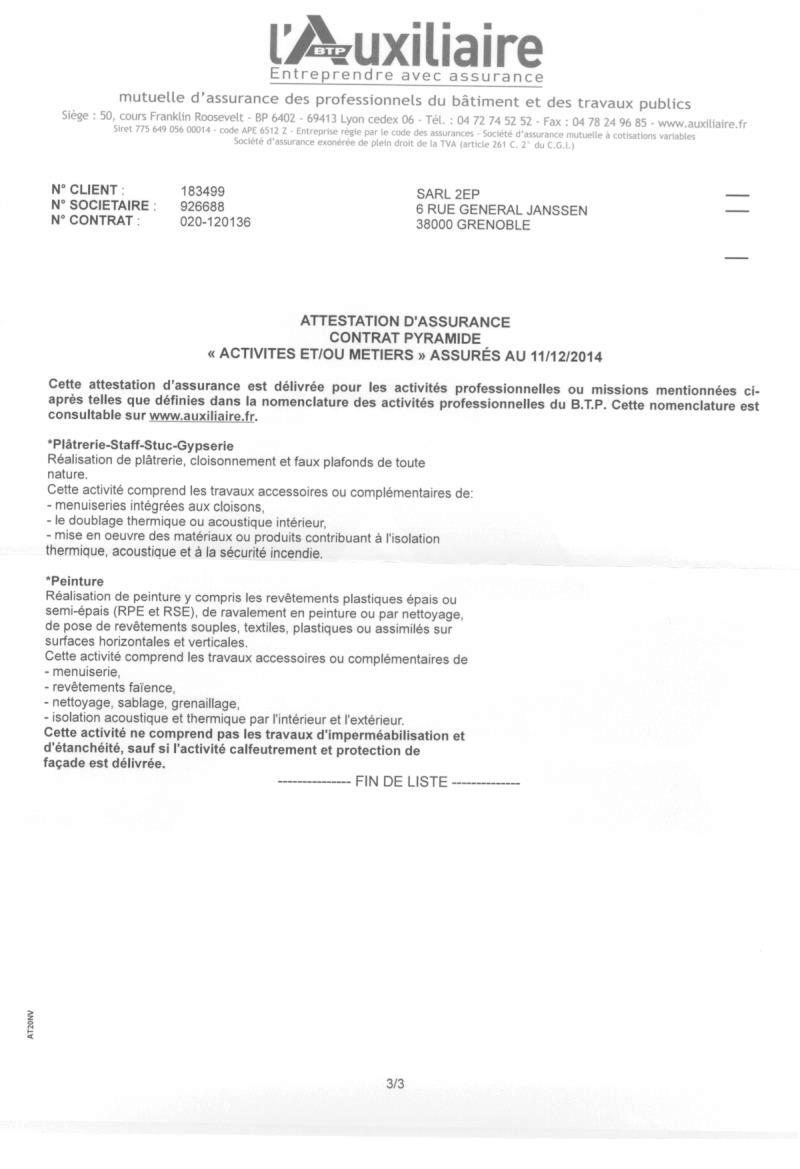 l'Auxiliaire
BTP
Entreprendre avec assurance
mutuelle d'assurance des professionnels du bâtiment et des travaux publics
Siège : 50, cours Franklin Roosevelt - BP 6402 - 69413 Lyon cedex 06 - Tél. : 04 72 74 52 52 - Fax : 04 78 24 96 85 - www.auxiliaire.fr
Siret 775 649 056 00014 - code APE 6512 Z - Entreprise régie par le code des assurances - Société d'assurance mutuelle à cotisations variables
Société d'assurance exonérée de plein droit de la TVA (article 261 C. 2° du C.G.I.)
N° CLIENT : 183499 SARL 2EP
N° SOCIETAIRE : 926688 6 RUE GENERAL JANSSEN
N° CONTRAT : 020-120136 38000 GRENOBLE
ATTESTATION D'ASSURANCE
CONTRAT PYRAMIDE
« ACTIVITES ET/OU METIERS » ASSURÉS AU 11/12/2014
Cette attestation d'assurance est délivrée pour les activités professionnelles ou missions mentionnées ci-
après telles que définies dans la nomenclature des activités professionnelles du B.T.P. Cette nomenclature est
consultable sur www.auxiliaire.fr.
*Plâtrerie-Staff-Stuc-Gypserie
Réalisation de plâtrerie, cloisonnement et faux plafonds de toute
nature.
Cette activité comprend les travaux accessoires ou complémentaires de:
- menuiseries intégrées aux cloisons,
- le doublage thermique ou acoustique intérieur,
- mise en oeuvre des matériaux ou produits contribuant à l'isolation
thermique, acoustique et à la sécurité incendie.
*Peinture
Réalisation de peinture y compris les revêtements plastiques épais ou
semi-épais (RPE et RSE), de ravalement en peinture ou par nettoyage,
de pose de revêtements souples, textiles, plastiques ou assimilés sur
surfaces horizontales et verticales.
Cette activité comprend les travaux accessoires ou complémentaires de
- menuiserie,
- revêtements faïence,
- nettoyage, sablage, grenaillage,
- isolation acoustique et thermique par l'intérieur et l'extérieur.
Cette activité ne comprend pas les travaux d'imperméabilisation et
d'étanchéité, sauf si l'activité calfeutrement et protection de
façade est délivrée.
--------------- FIN DE LISTE --------------
AT20NV
3/3